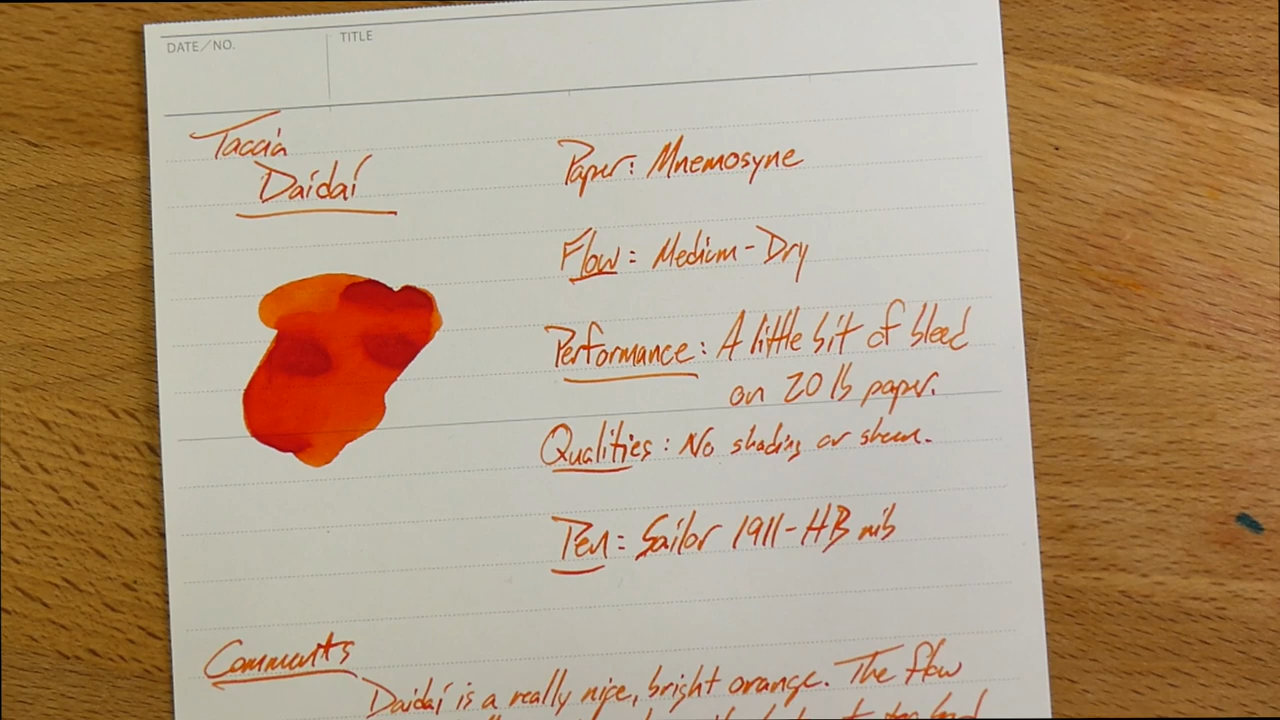 DATE/NO.
TITLE
Taccia
Daidai
Paper: Mnemosyne
Flow: Medium-Dry
Performance: A little bit of bleed
on 20 lb paper.
Qualities: No shading or sheen.
Pen: Sailor 1911-HB nib
Comments
Daidai is a really nice, bright orange. The flow